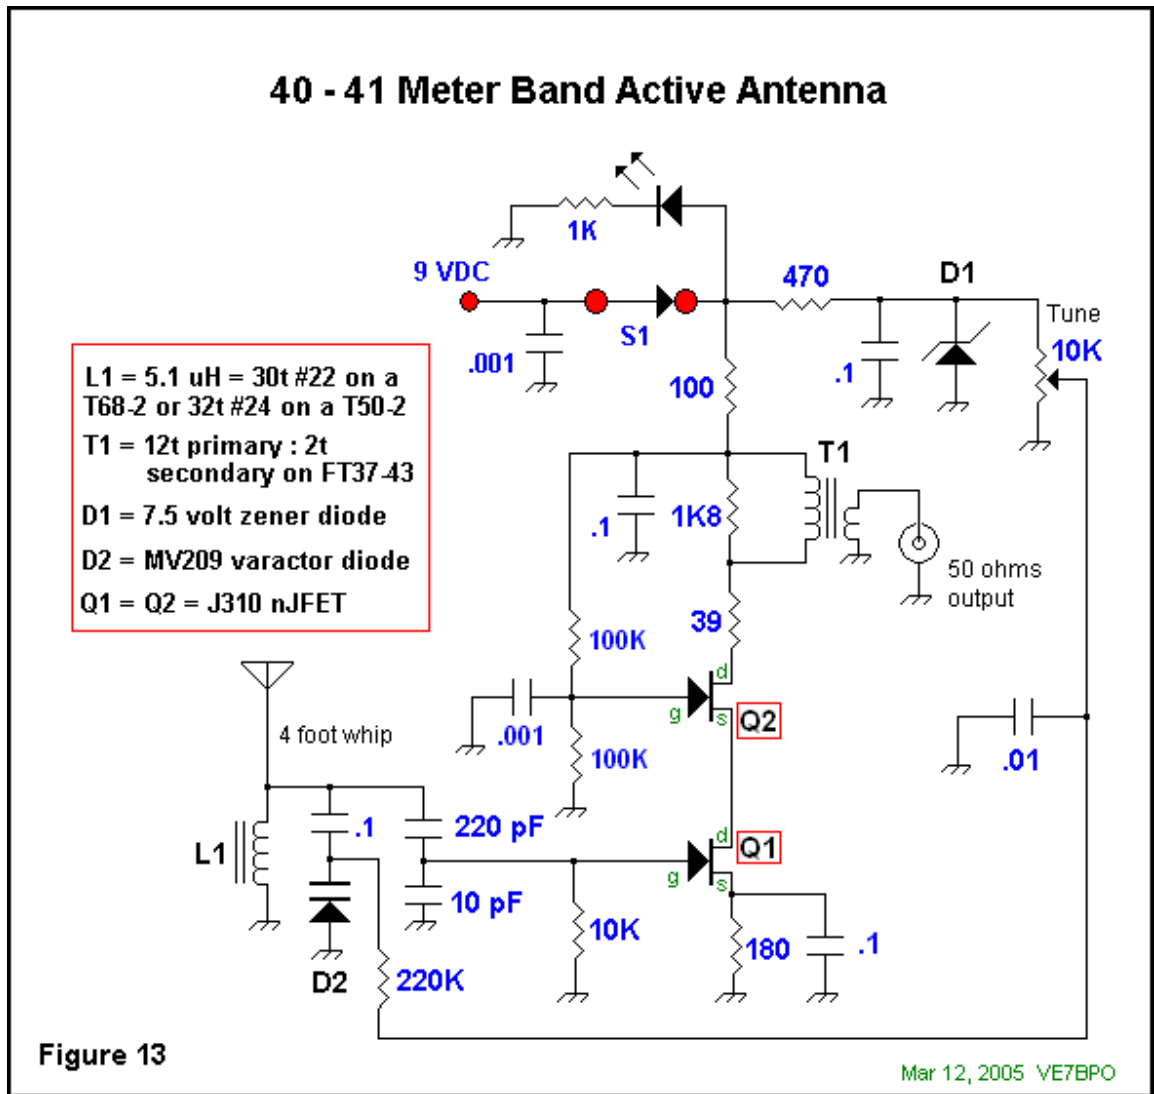 40 - 41 Meter Band Active Antenna
1K
9 VDC
S1
.001
470
D1
Tune
10K
.1
100
L1 = 5.1 uH = 30t #22 on a
T68-2 or 32t #24 on a T50-2
T1 = 12t primary : 2t
secondary on FT37-43
D1 = 7.5 volt zener diode
D2 = MV209 varactor diode
Q1 = Q2 = J310 nJFET
T1
.1
1K8
50 ohms
output
39
100K
d
g
s
Q2
.001
100K
4 foot whip
.01
L1
.1
220 pF
d
Q1
g
s
10 pF
10K
180
.1
D2
220K
Figure 13
Mar 12, 2005 VE7BPO